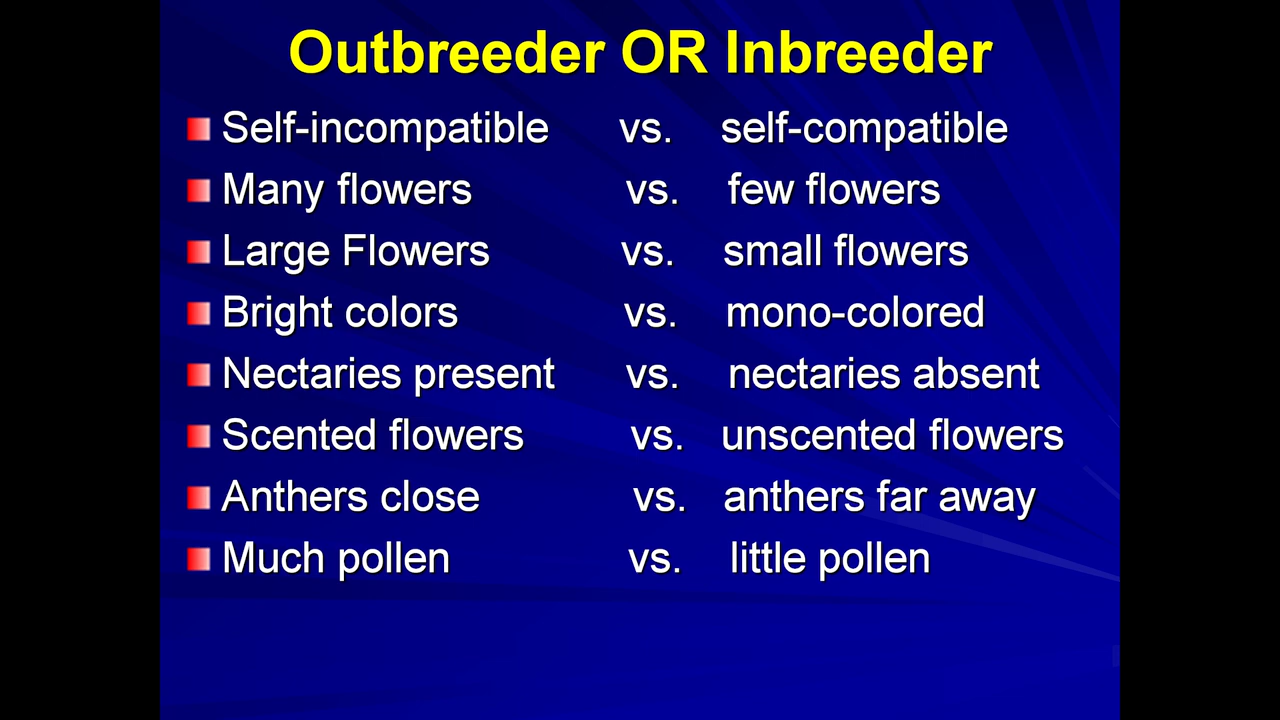 Outbreeder OR Inbreeder
Self-incompatible vs. self-compatible
Many flowers vs. few flowers
Large Flowers vs. small flowers
Bright colors vs. mono-colored
Nectaries present vs. nectaries absent
Scented flowers vs. unscented flowers
Anthers close vs. anthers far away
Much pollen vs. little pollen